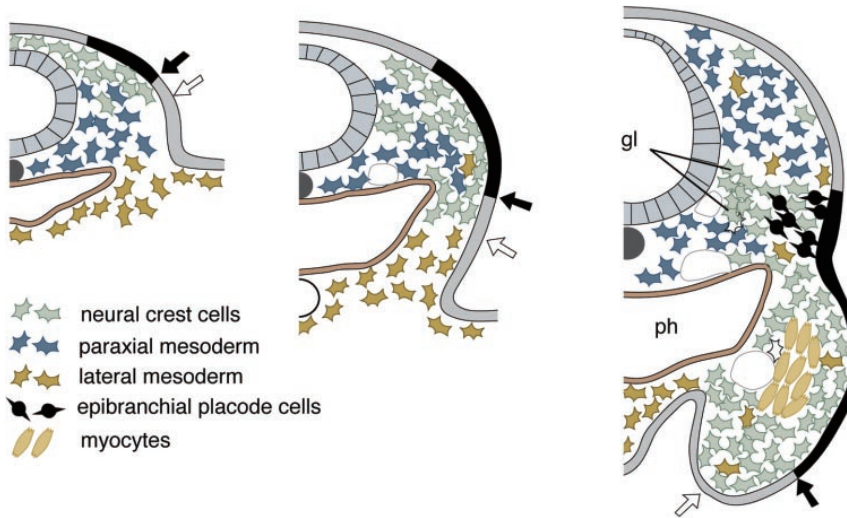 gl
ph
neural crest cells
paraxial mesoderm
lateral mesoderm
epibranchial placode cells
myocytes